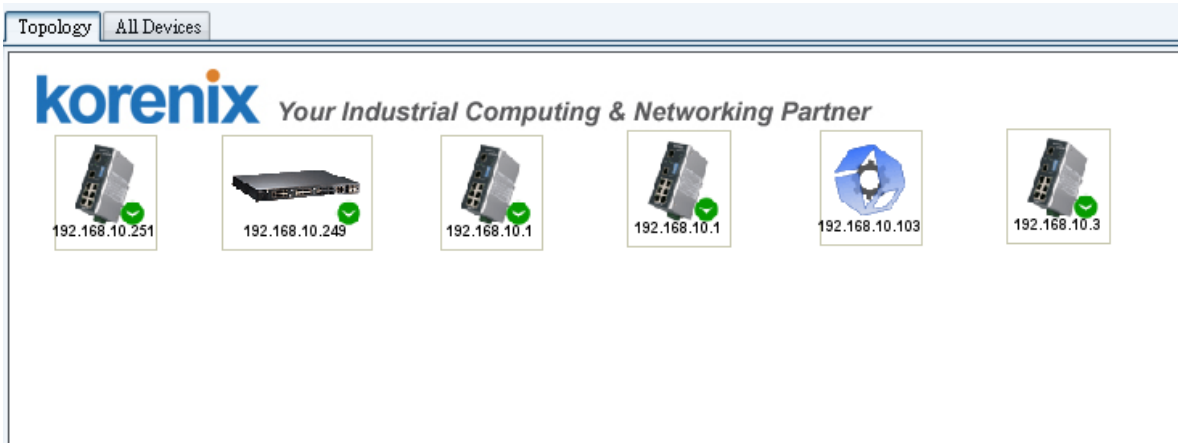 Topology All Devices
korenix Your Industrial Computing & Networking Partner
192.168.10.251 192.168.10.249 192.168.10.1 192.168.10.1 192.168.10.103 192.168.10.3